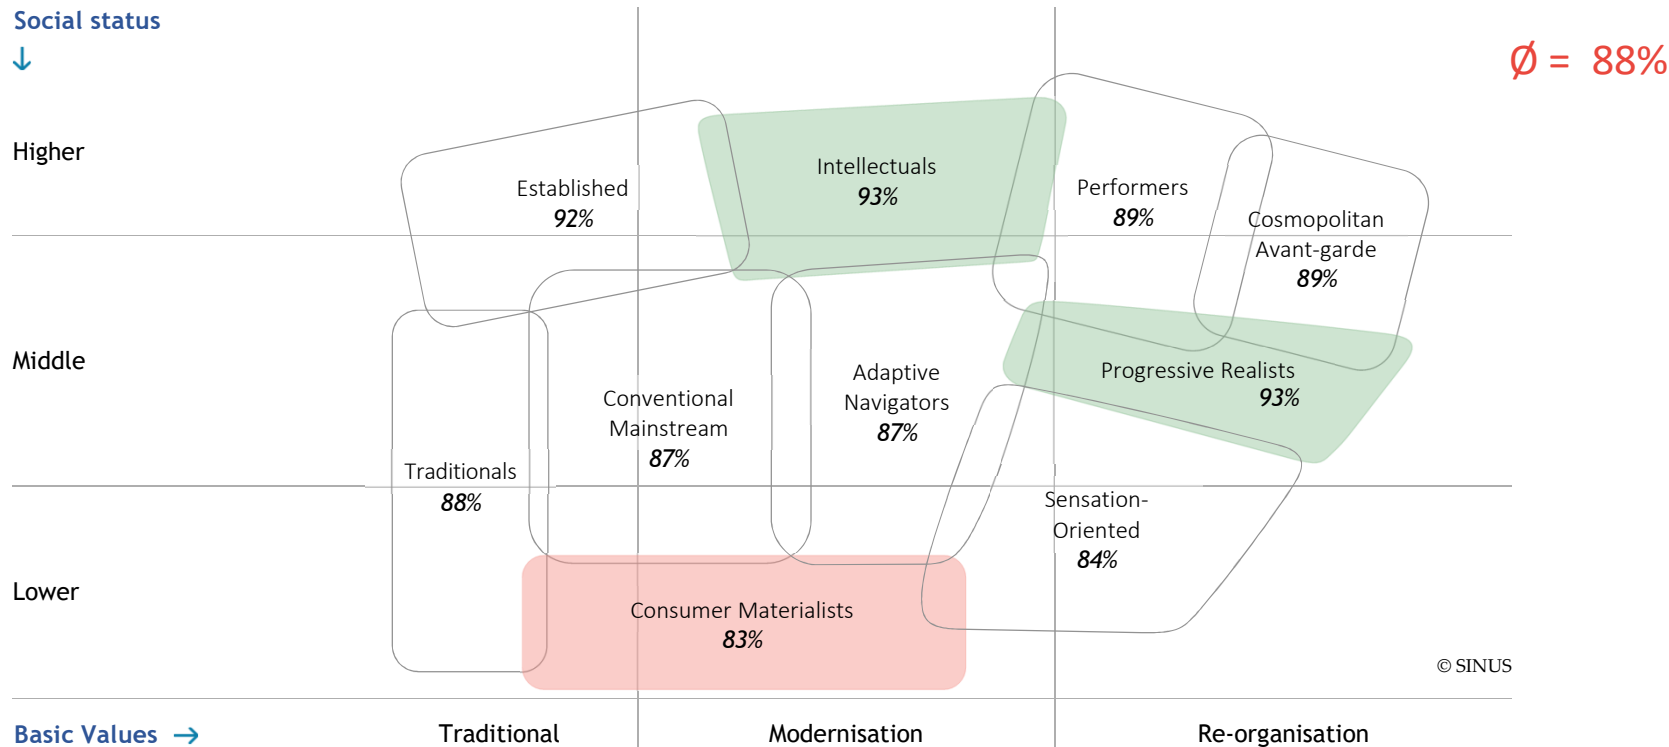 Social status
↓
Ø = 88%
Higher
Established
92%
Intellectuals
93%
Performers
89%
Cosmopolitan
Avant-garde
89%
Middle
Traditionals
88%
Conventional
Mainstream
87%
Adaptive
Navigators
87%
Progressive Realists
93%
Sensation-
Oriented
84%
Lower
Consumer Materialists
83%
© SINUS
Basic Values →
Traditional
Modernisation
Re-organisation